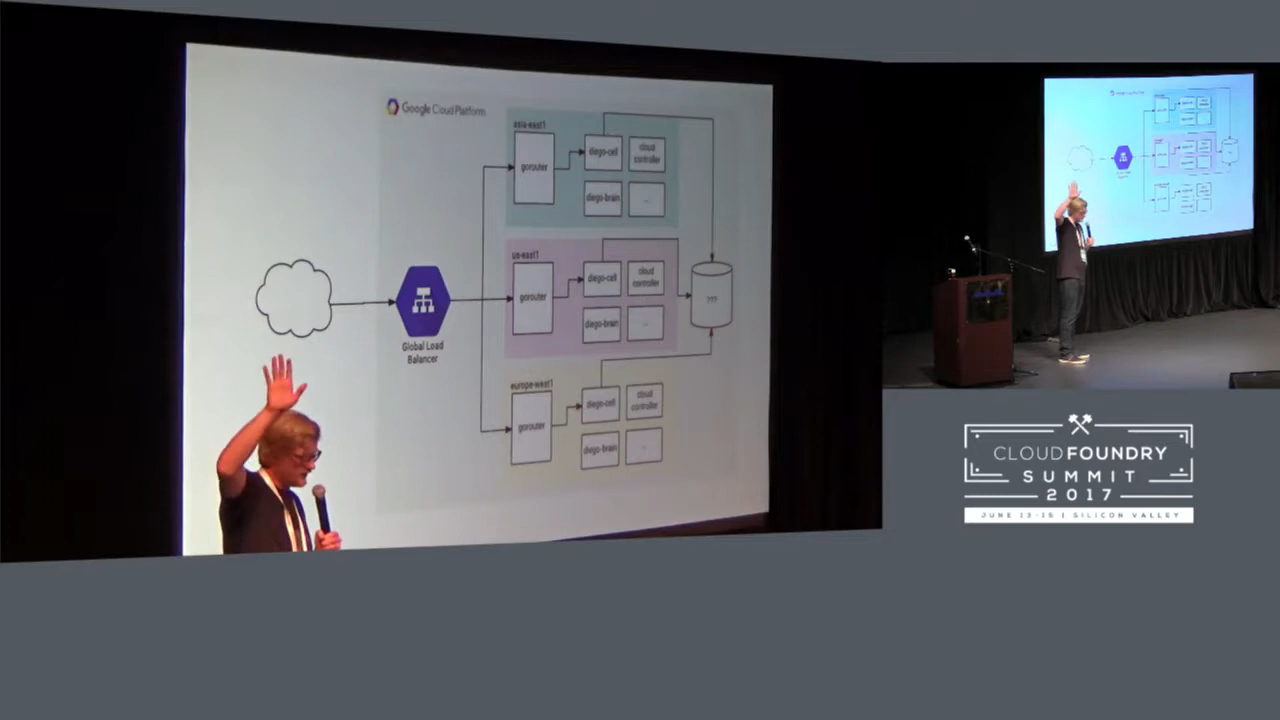 Google Cloud Platform
asia-east1
gorouter
diego-cell
cloud
controller
diego-brain
...
us-east1
gorouter
diego-cell
cloud
controller
diego-brain
...
???
Global Load
Balancer
europe-west1
gorouter
diego-cell
cloud
controller
diego-brain
...
CLOUD FOUNDRY
SUMMIT
2017
JUNE 13-15 | SILICON VALLEY